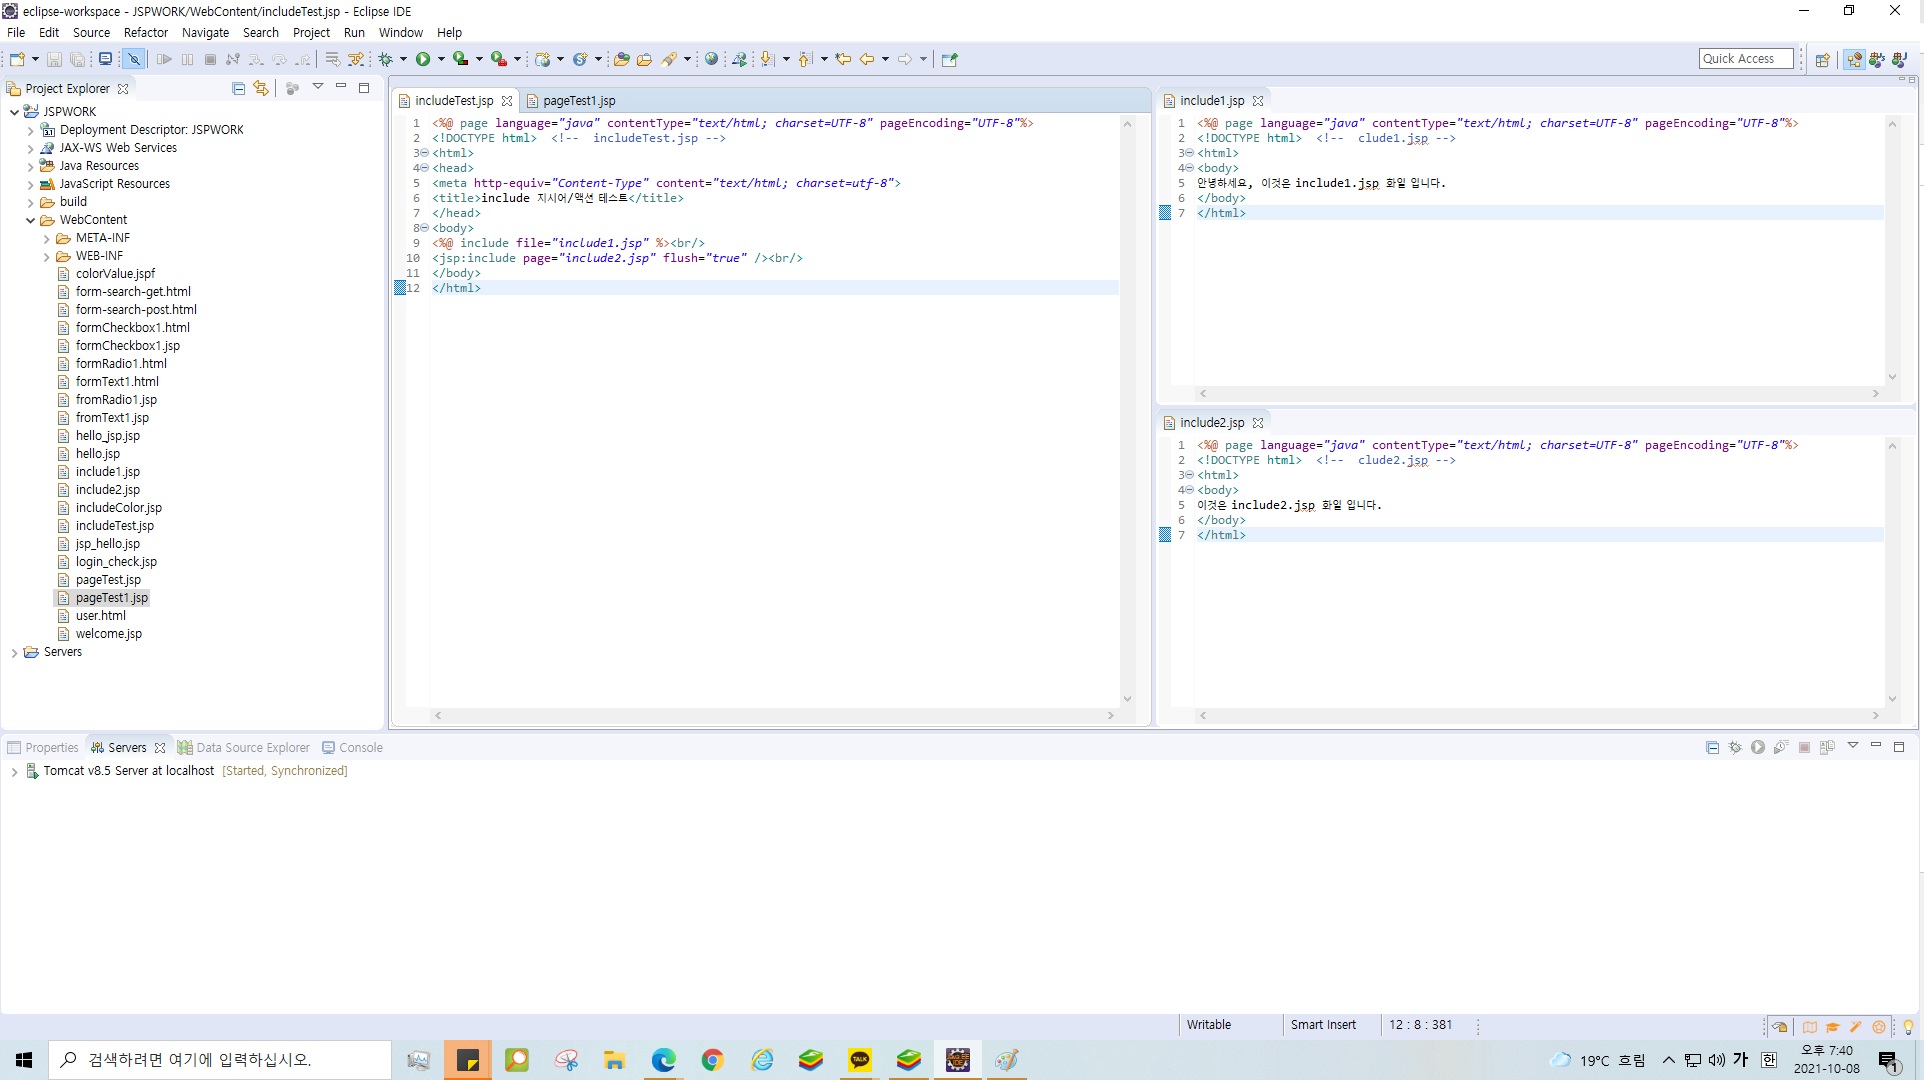 eclipse-workspace - JSPWORK/WebContent/includeTest.jsp - Eclipse IDE
File Edit Source Refactor Navigate Search Project Run Window Help
Quick Access
Project Explorer
JSPWORK
Deployment Descriptor: JSPWORK
JAX-WS Web Services
Java Resources
JavaScript Resources
build
WebContent
META-INF
WEB-INF
colorValue.jspf
form-search-get.html
form-search-post.html
formCheckbox1.html
formCheckbox1.jsp
formRadio1.html
formText1.html
fromRadio1.jsp
fromText1.jsp
hello_jsp.jsp
hello.jsp
include1.jsp
include2.jsp
includeColor.jsp
includeTest.jsp
jsp_hello.jsp
login_check.jsp
pageTest.jsp
pageTest1.jsp
user.html
welcome.jsp
Servers
includeTest.jsp pageTest1.jsp
1 <%@ page language="java" contentType="text/html; charset=UTF-8" pageEncoding="UTF-8"%>
2 <!DOCTYPE html> <!-- includeTest.jsp -->
3 <html>
4 <head>
5 <meta http-equiv="Content-Type" content="text/html; charset=utf-8">
6 <title>include 지시어/액션 테스트</title>
7 </head>
8 <body>
9 <%@ include file="include1.jsp" %><br/>
10 <jsp:include page="include2.jsp" flush="true" /><br/>
11 </body>
12 </html>
include1.jsp
1 <%@ page language="java" contentType="text/html; charset=UTF-8" pageEncoding="UTF-8"%>
2 <!DOCTYPE html> <!-- clude1.jsp -->
3 <html>
4 <body>
5 안녕하세요, 이것은 include1.jsp 화일 입니다.
6 </body>
7 </html>
include2.jsp
1 <%@ page language="java" contentType="text/html; charset=UTF-8" pageEncoding="UTF-8"%>
2 <!DOCTYPE html> <!-- clude2.jsp -->
3 <html>
4 <body>
5 이것은 include2.jsp 화일 입니다.
6 </body>
7 </html>
Properties Servers Data Source Explorer Console
Tomcat v8.5 Server at localhost [Started, Synchronized]
Writable Smart Insert 12 : 8 : 381
검색하려면 여기에 입력하십시오.
TALK
19°C 흐림
가 한
오후 7:40
2021-10-08
1